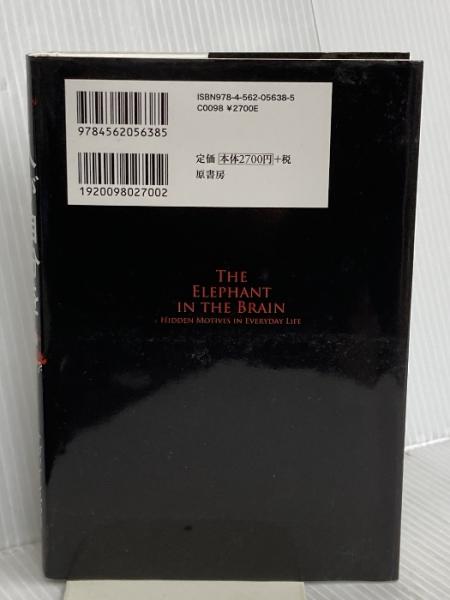 ISBN978-4-562-05638-5
C0098 ¥2700E
9784562056385
1920098027002
定価 本体2700円+税
原書房
THE
ELEPHANT
IN THE BRAIN
HIDDEN MOTIVES IN EVERYDAY LIFE